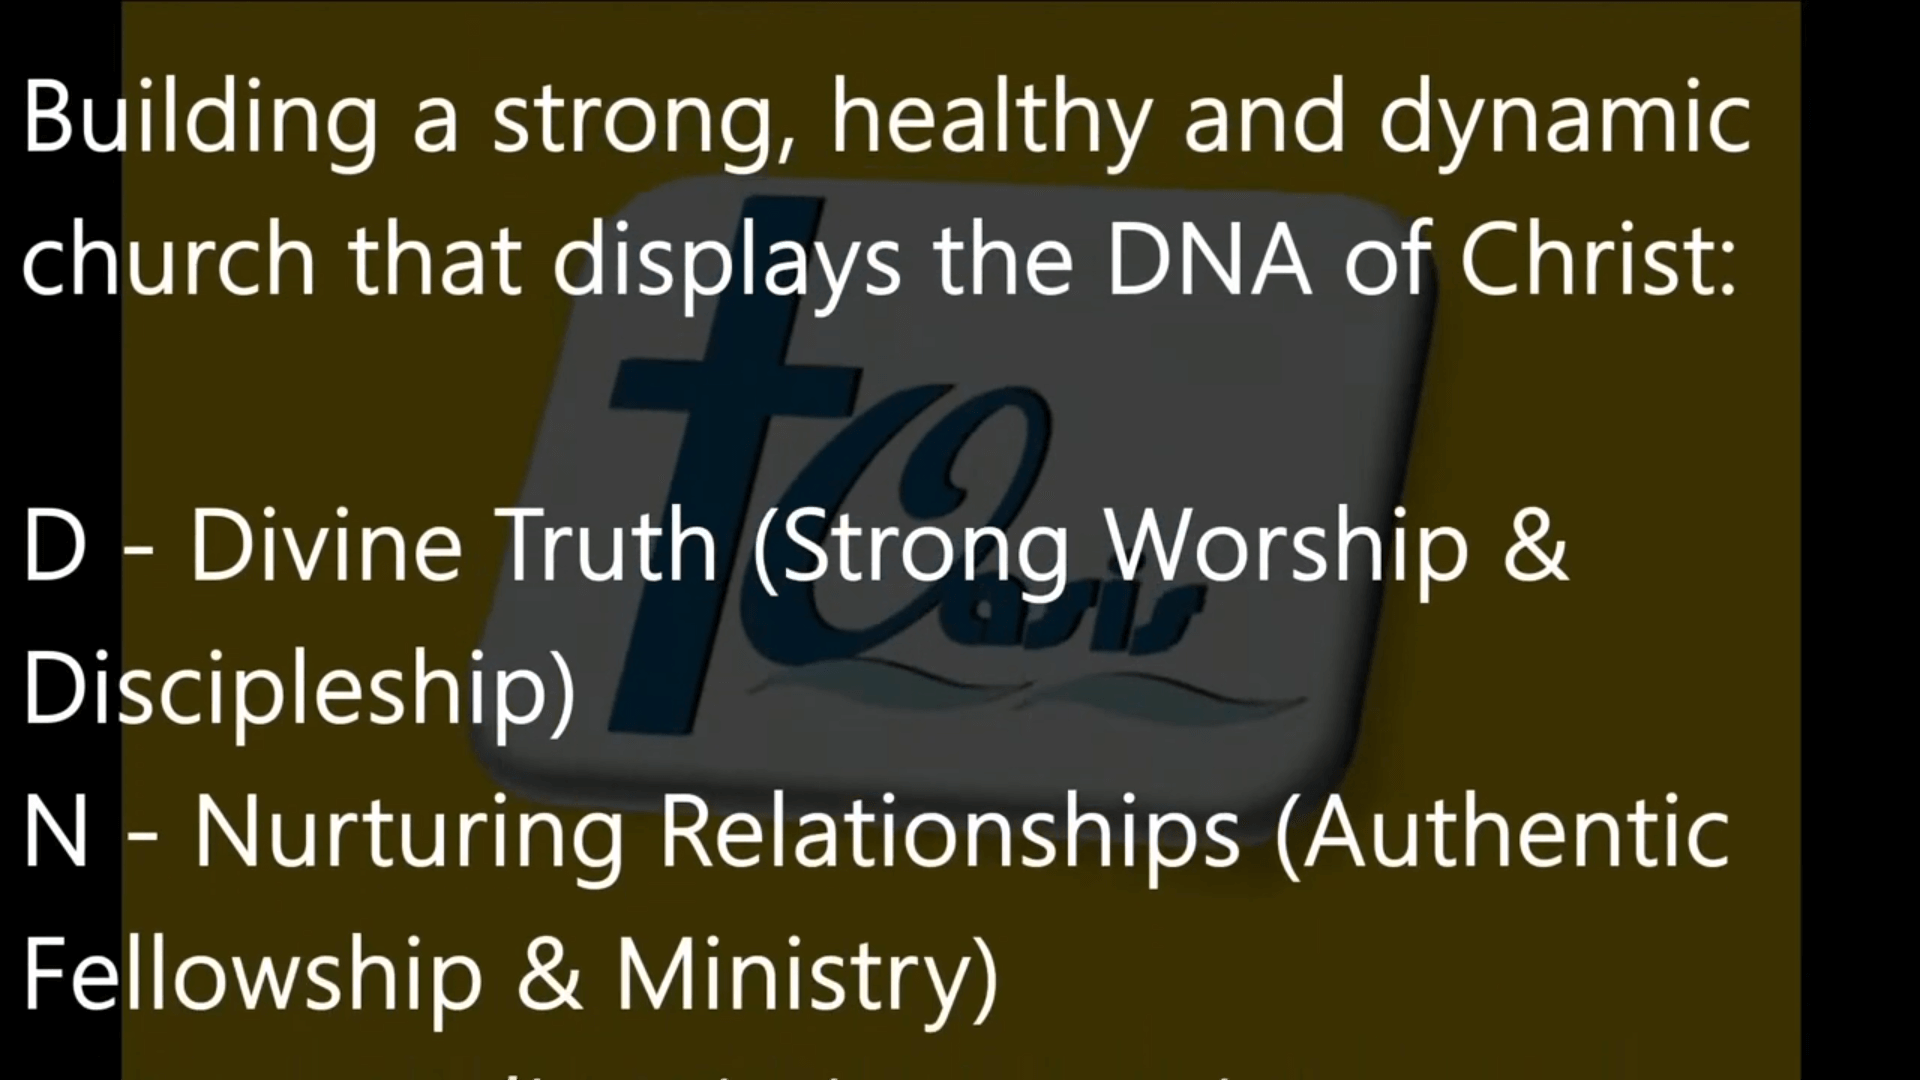 Building a strong, healthy and dynamic
church that displays the DNA of Christ:
D - Divine Truth (Strong Worship &
Discipleship)
N - Nurturing Relationships (Authentic
Fellowship & Ministry)
Oasis